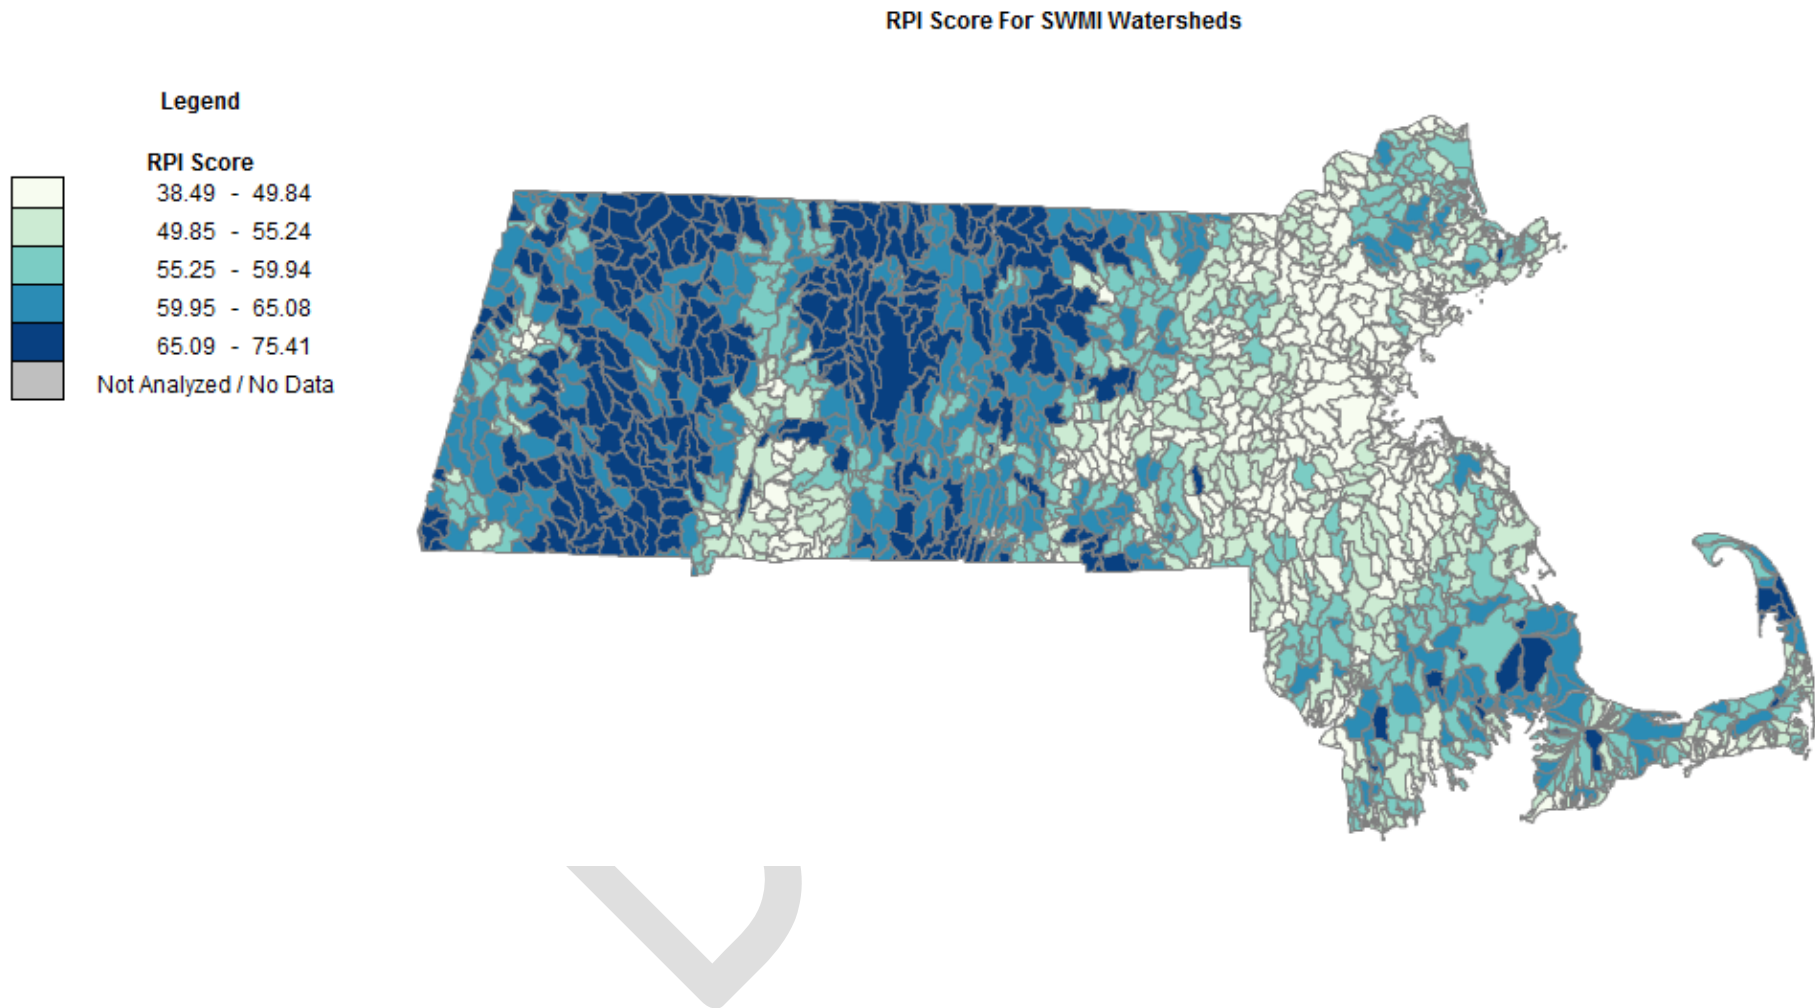 RPI Score For SWMI Watersheds
Legend
RPI Score
38.49 - 49.84
49.85 - 55.24
55.25 - 59.94
59.95 - 65.08
65.09 - 75.41
Not Analyzed / No Data